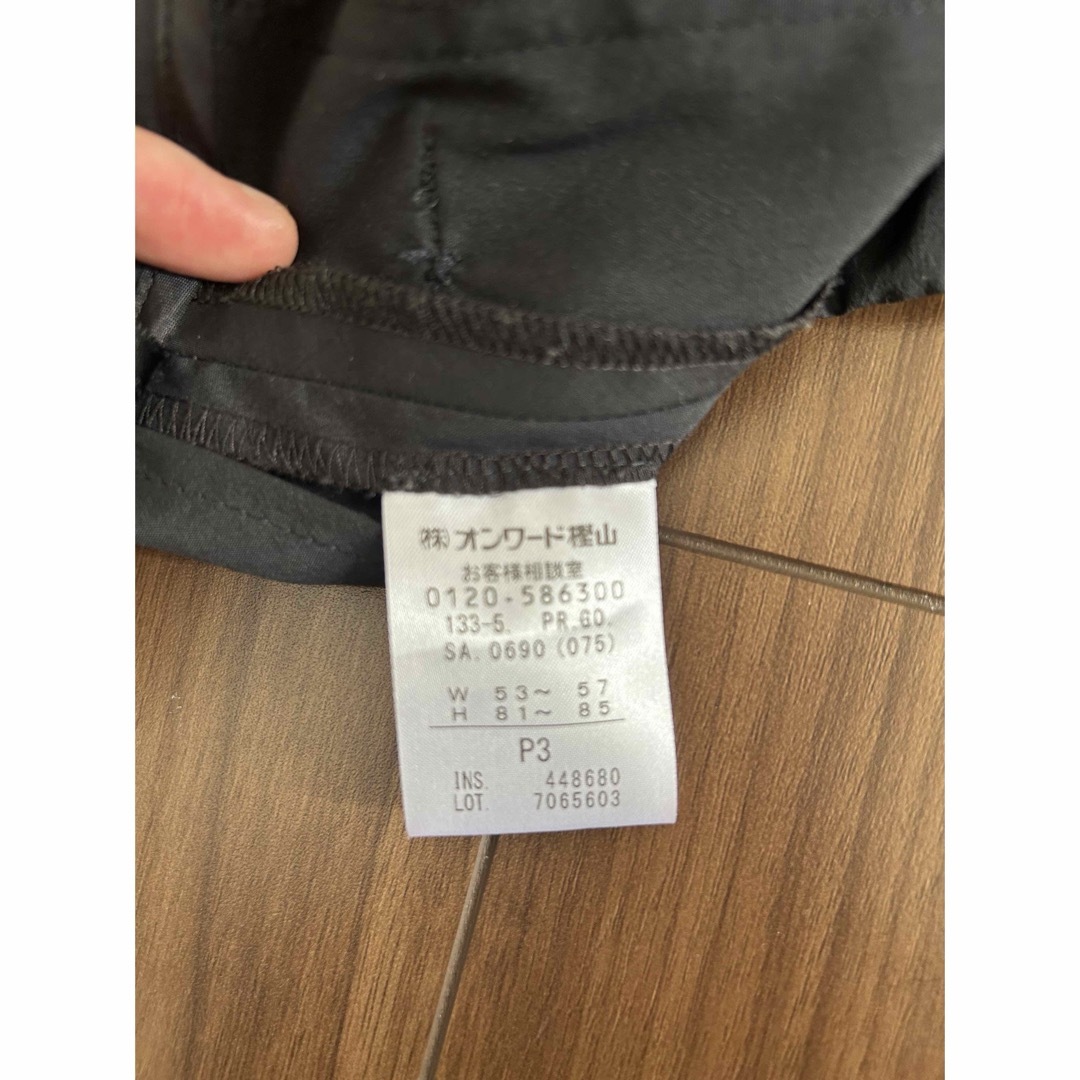 (株)オンワード樫山
お客様相談室
0120-586300
133-5. PR.GO.
SA. 0690 (075)
W 53～ 57
H 81～ 85
P3
INS. 448680
LOT. 7065603